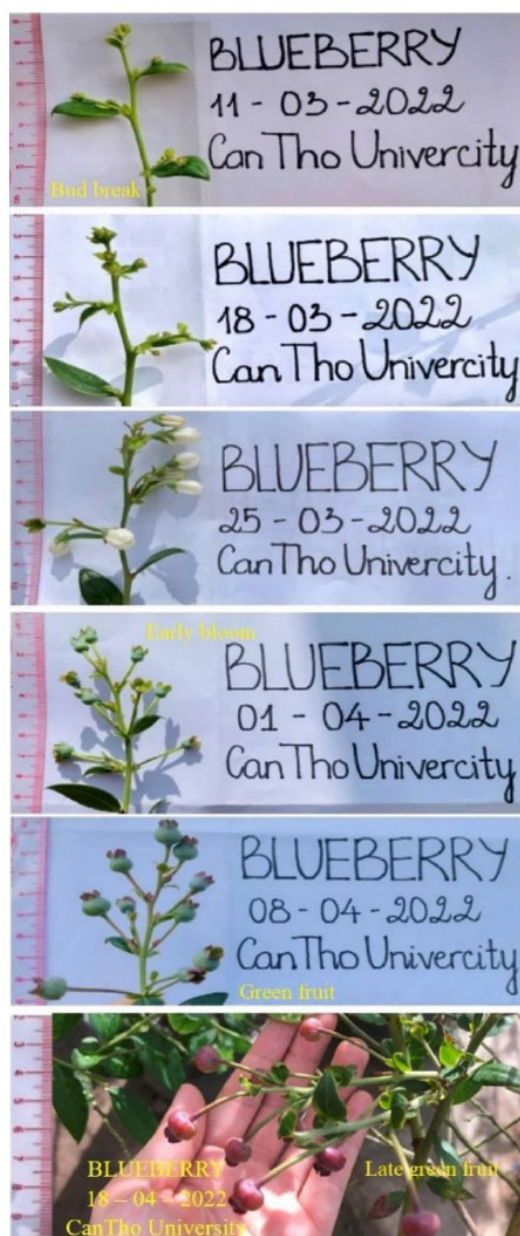 BLUEBERRY
11 - 03 - 2022
Can Tho Univercity
Bud break
BLUEBERRY
18 - 03 - 2022
Can Tho Univercity
BLUEBERRY
25 - 03 - 2022
Can Tho Univercity.
Early bloom
BLUEBERRY
01 - 04 - 2022
Can Tho Univercity
BLUEBERRY
08 - 04 - 2022
Can Tho Univercity
Green fruit
BLUEBERRY
Late green fruit
18 – 04 – 2022
CanTho University